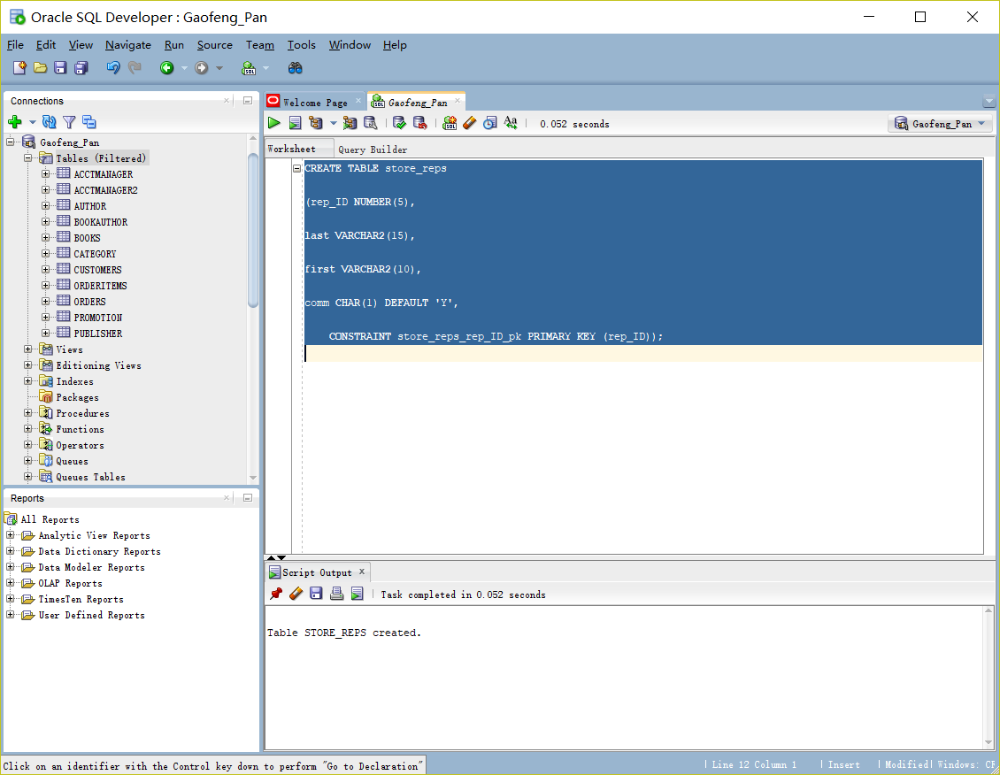 Oracle SQL Developer : Gaofeng_Pan
File Edit View Navigate Run Source Team Tools Window Help
Connections
Gaofeng_Pan
Tables (Filtered)
ACCTMANAGER
ACCTMANAGER2
AUTHOR
BOOKAUTHOR
BOOKS
CATEGORY
CUSTOMERS
ORDERITEMS
ORDERS
PROMOTION
PUBLISHER
Views
Editioning Views
Indexes
Packages
Procedures
Functions
Operators
Queues
Queues Tables
Reports
All Reports
Analytic View Reports
Data Dictionary Reports
Data Modeler Reports
OLAP Reports
TimesTen Reports
User Defined Reports
Welcome Page
Gaofeng_Pan
0.052 seconds
Gaofeng_Pan
Worksheet Query Builder
CREATE TABLE store_reps
(rep_ID NUMBER(5),
last VARCHAR2(15),
first VARCHAR2(10),
comm CHAR(1) DEFAULT 'Y',
CONSTRAINT store_reps_rep_ID_pk PRIMARY KEY (rep_ID));
Script Output
Task completed in 0.052 seconds
Table STORE_REPS created.
Click on an identifier with the Control key down to perform "Go to Declaration"
Line 12 Column 1 Insert Modified Windows: CR